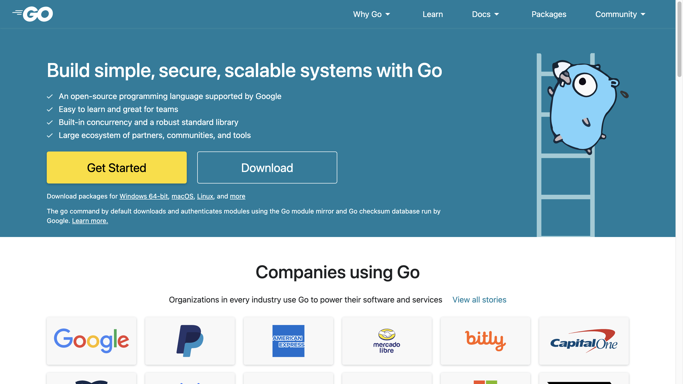 GO
Why Go
Learn
Docs
Packages
Community
Build simple, secure, scalable systems with Go
An open-source programming language supported by Google
Easy to learn and great for teams
Built-in concurrency and a robust standard library
Large ecosystem of partners, communities, and tools
Get Started
Download
Download packages for Windows 64-bit, macOS, Linux, and more
The go command by default downloads and authenticates modules using the Go module mirror and Go checksum database run by
Google. Learn more.
Companies using Go
Organizations in every industry use Go to power their software and services View all stories
Google
AMERICAN
EXPRESS
mercado
libre
bitly
CapitalOne